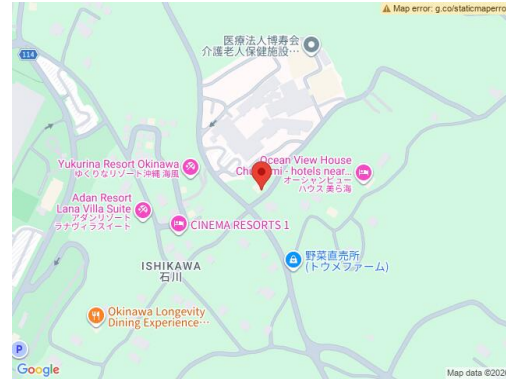 Map error: g.co/staticmaperro
医療法人博寿会
介護老人保健施設…
114
Yukurina Resort Okinawa
ゆくりなリゾート沖縄 海風
Ocean View House
Chu
mi - hotels near…
オーシャンビュー
ハウス 美ら海
Adan Resort
Lana Villa Suite
アダンリゾート
ラナヴィラスイート
CINEMA RESORTS 1
野菜直売所
(トウメファーム)
ISHIKAWA
石川
Okinawa Longevity
Dining Experience…
P
Google
Map data ©202